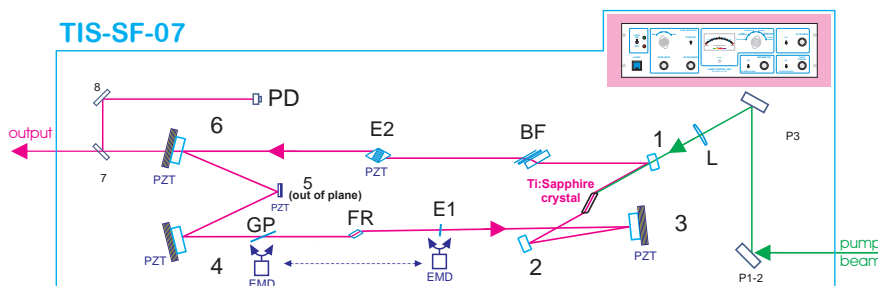 TIS-SF-07
8
PD
6
output
7
PZT
E2
PZT
BF
1
L
P3
5
(out of plane)
PZT
Ti:Sapphire
crystal
GP
FR
E1
3
4
PZT
EMD
EMD
2
PZT
P1-2
pump
beam